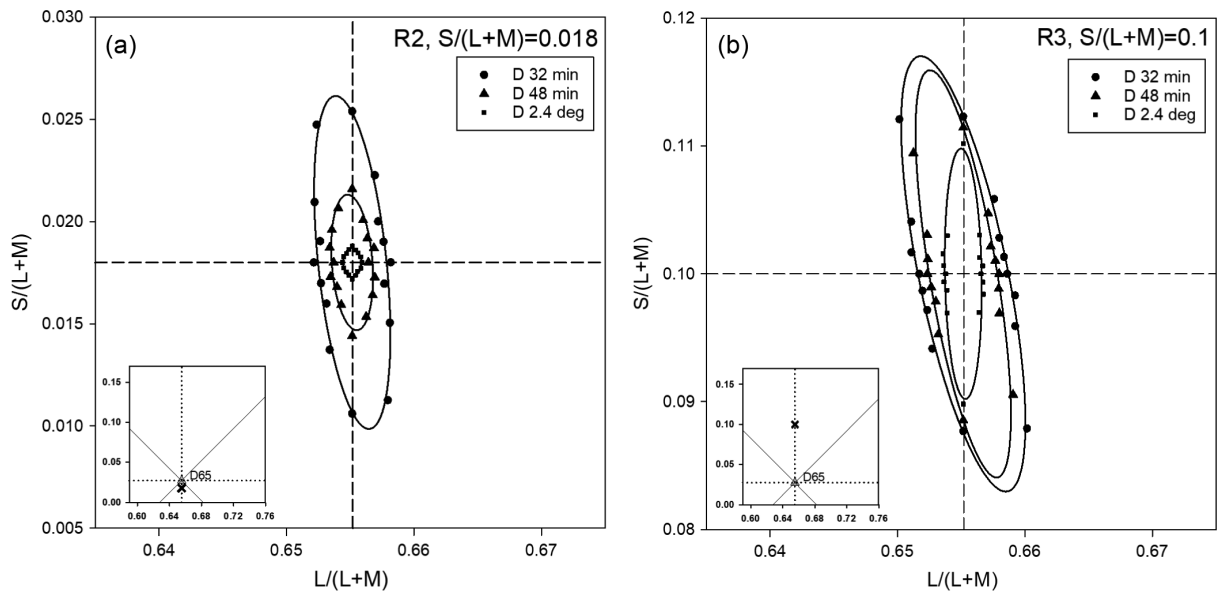 (a)
R2, S/(L+M)=0.018
D 32 min
D 48 min
D 2.4 deg
0.030
0.025
0.020
0.015
0.010
0.005
S/(L+M)
0.15
0.10
0.05
0.00
D65
0.60 0.64 0.68 0.72 0.76
0.64 0.65 0.66 0.67
L/(L+M)
(b)
R3, S/(L+M)=0.1
D 32 min
D 48 min
D 2.4 deg
0.12
0.11
0.10
0.09
0.08
S/(L+M)
0.15
0.10
0.05
0.00
D65
0.60 0.64 0.68 0.72 0.76
0.64 0.65 0.66 0.67
L/(L+M)